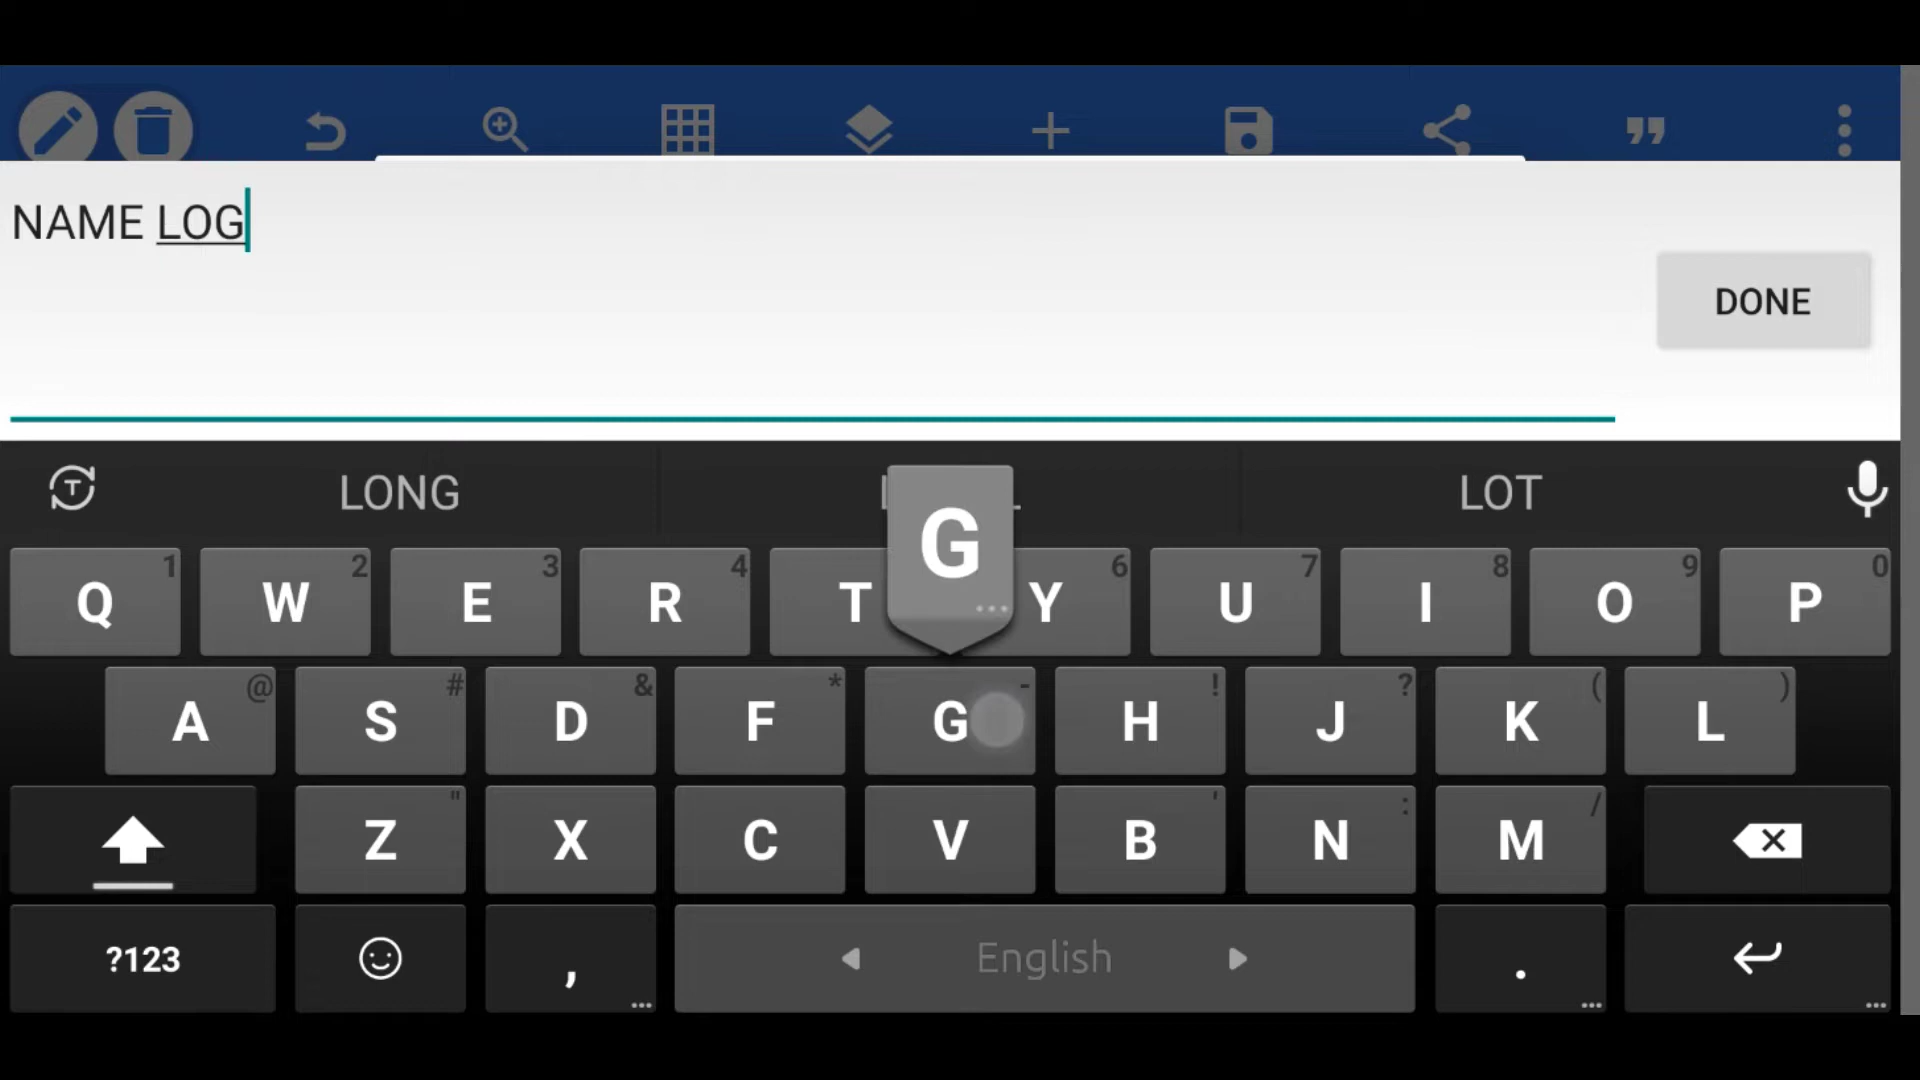 NAME LOG
DONE
LONG
LOT
G
1 2 3 4 6 7 8 9 0
Q W E R T Y U I O P
@ # & * - ! ? ( )
A S D F G H J K L
" ' : /
Z X C V B N M
?123 , English .